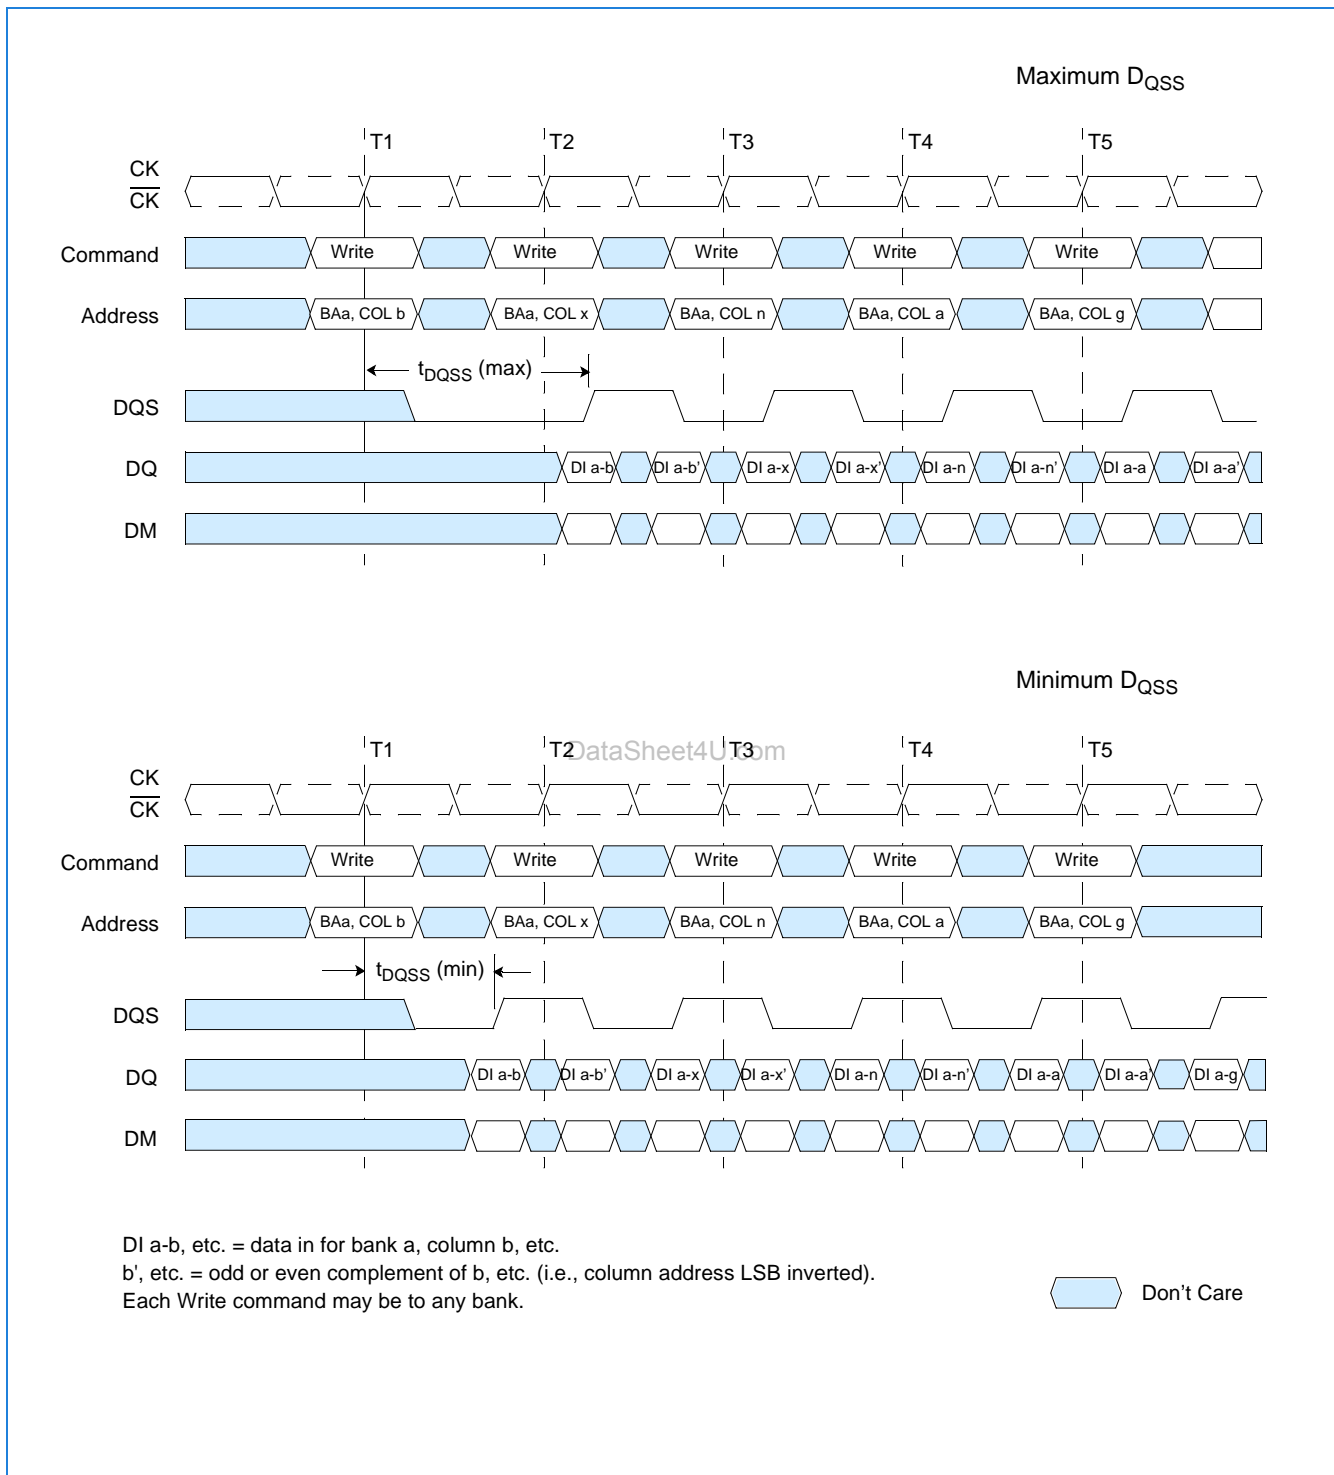 Maximum DQSS
T1 T2 T3 T4 T5
CK
CK
Command Write Write Write Write Write
Address BAa, COL b BAa, COL x BAa, COL n BAa, COL a BAa, COL g
tDQSS (max)
DQS
DQ DI a-b DI a-b’ DI a-x DI a-x’ DI a-n DI a-n’ DI a-a DI a-a’
DM
Minimum DQSS
T1 T2 T3 T4 T5
DataSheet4U.com
CK
CK
Command Write Write Write Write Write
Address BAa, COL b BAa, COL x BAa, COL n BAa, COL a BAa, COL g
tDQSS (min)
DQS
DQ DI a-b DI a-b’ DI a-x DI a-x’ DI a-n DI a-n’ DI a-a DI a-a’ DI a-g
DM
DI a-b, etc. = data in for bank a, column b, etc.
b', etc. = odd or even complement of b, etc. (i.e., column address LSB inverted).
Each Write command may be to any bank.
Don’t Care